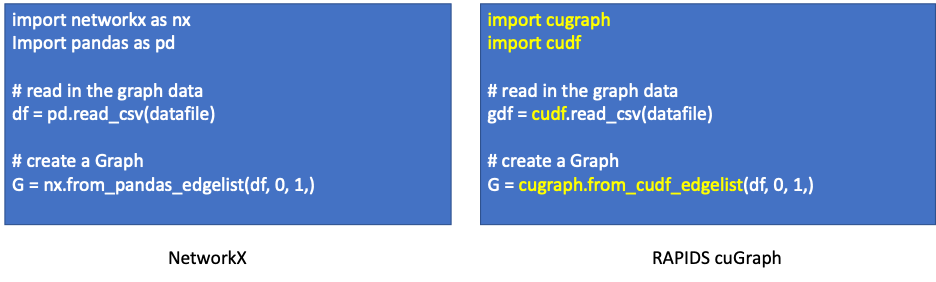 import networkx as nx
Import pandas as pd
# read in the graph data
df = pd.read_csv(datafile)
# create a Graph
G = nx.from_pandas_edgelist(df, 0, 1,)
NetworkX
import cugraph
import cudf
# read in the graph data
gdf = cudf.read_csv(datafile)
# create a Graph
G = cugraph.from_cudf_edgelist(df, 0, 1,)
RAPIDS cuGraph